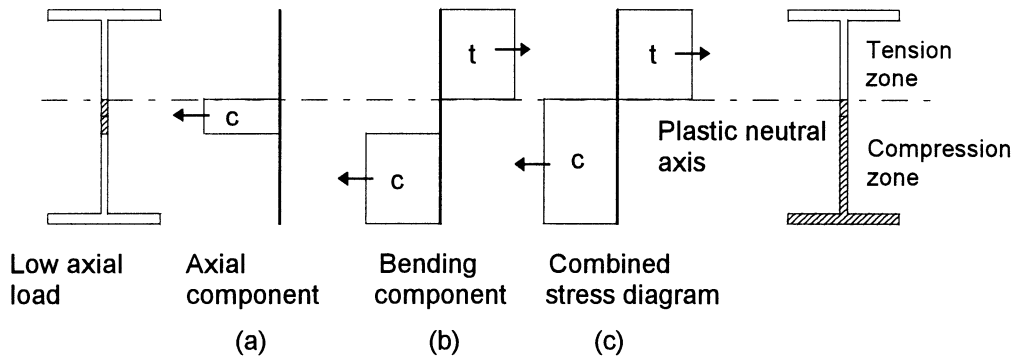 t
t
Tension
zone
c
Plastic neutral
axis
c
c
Compression
zone
Low axial
load
Axial
component
Bending
component
Combined
stress diagram
(a)
(b)
(c)